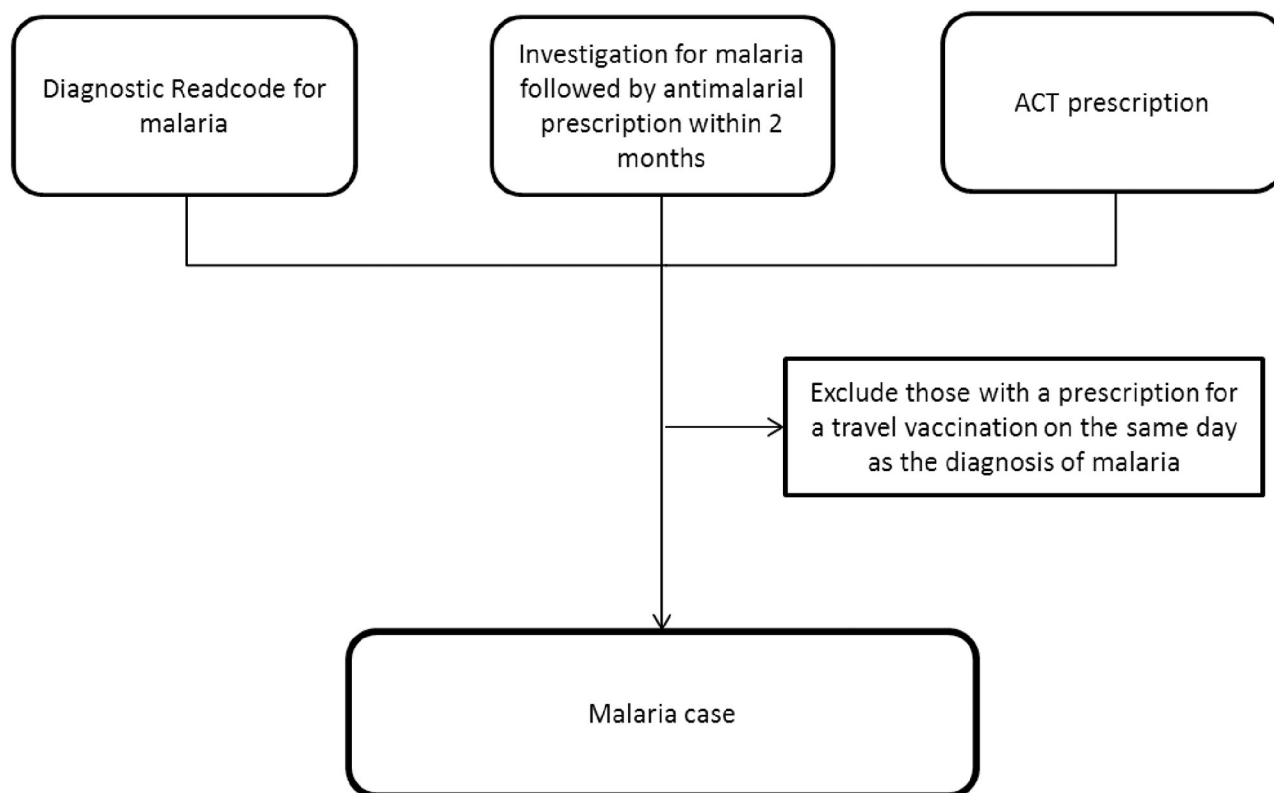 Diagnostic Readcode for
malaria
Investigation for malaria
followed by antimalarial
prescription within 2
months
ACT prescription
Exclude those with a prescription for
a travel vaccination on the same day
as the diagnosis of malaria
Malaria case